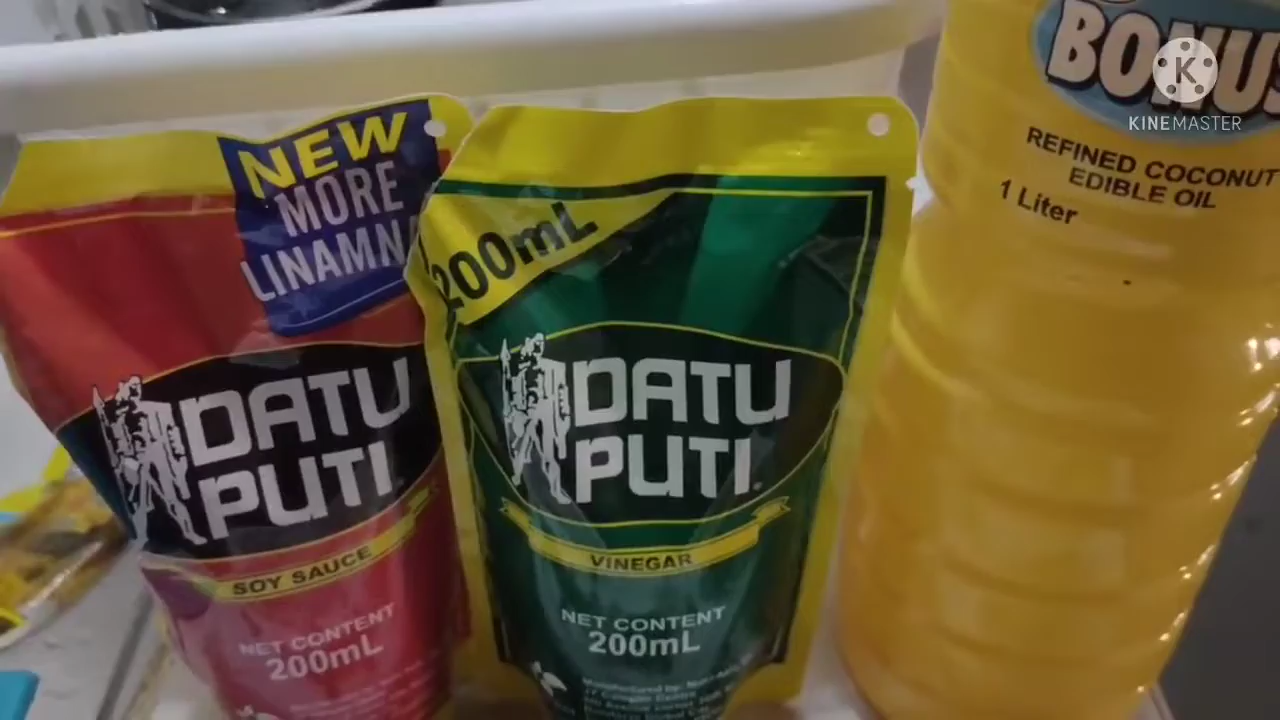 NEW
MORE
LINAMNA
DATU
PUTI
SOY SAUCE
NET CONTENT
200mL
200mL
DATU
PUTI
VINEGAR
NET CONTENT
200mL
BONUS
REFINED COCONUT
EDIBLE OIL
1 Liter
KINEMASTER